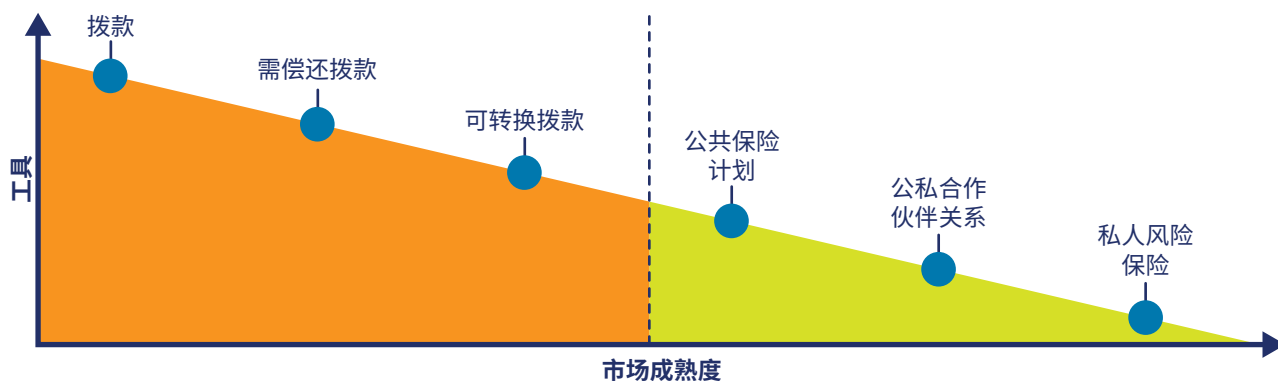 拨款
需偿还拨款
可转换拨款
公共保险
计划
公私合作
伙伴关系
私人风险
保险
工具
市场成熟度